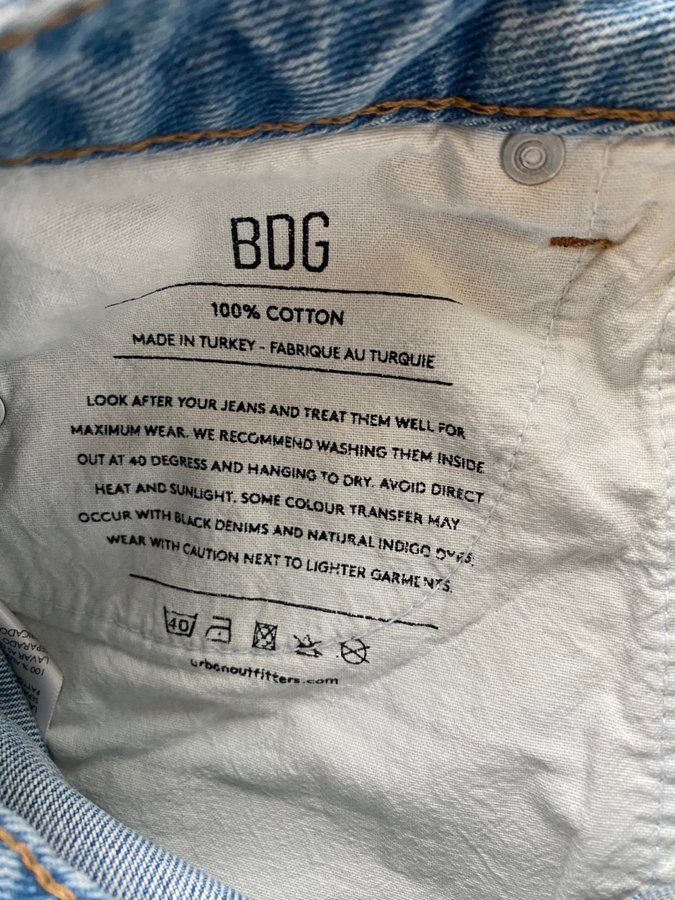 BDG
100% COTTON
MADE IN TURKEY - FABRIQUE AU TURQUIE
LOOK AFTER YOUR JEANS AND TREAT THEM WELL FOR
MAXIMUM WEAR. WE RECOMMEND WASHING THEM INSIDE
OUT AT 40 DEGRESS AND HANGING TO DRY. AVOID DIRECT
HEAT AND SUNLIGHT. SOME COLOUR TRANSFER MAY
OCCUR WITH BLACK DENIMS AND NATURAL INDIGO DYES.
WEAR WITH CAUTION NEXT TO LIGHTER GARMENTS.
40
urbanoutfitters.com